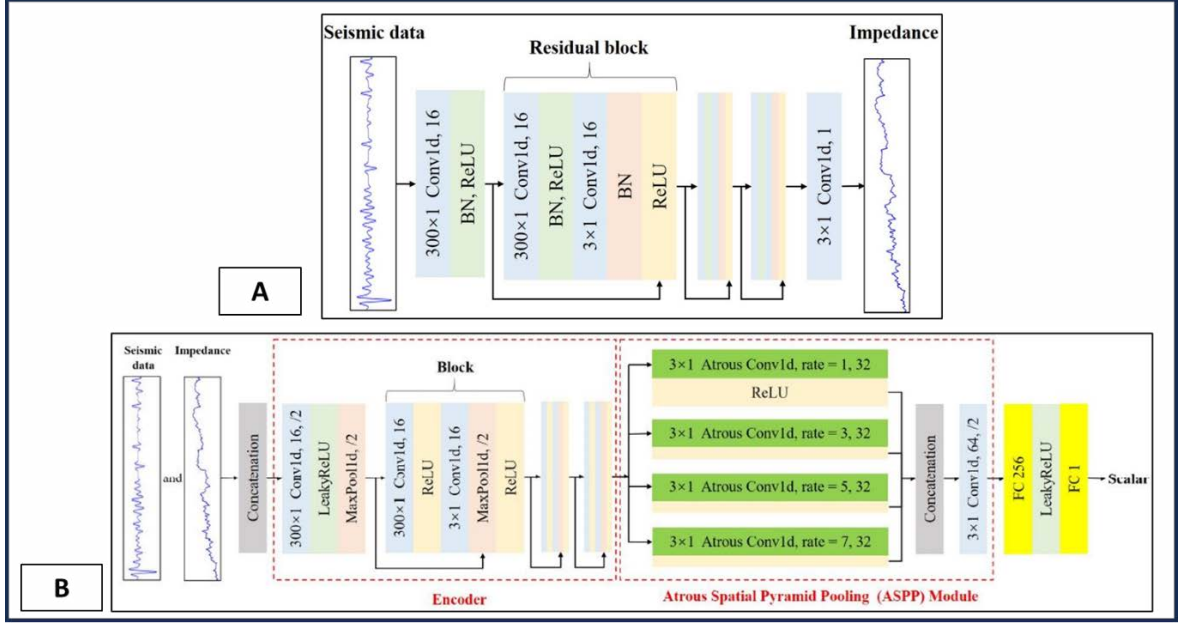 Seismic data
Impedance
Residual block
300×1 Conv1d, 16
BN, ReLU
300×1 Conv1d, 16
BN, ReLU
3×1 Conv1d, 16
BN
ReLU
3×1 Conv1d, 1
A
Seismic
data
Impedance
and
Concatenation
Block
300×1 Conv1d, 16, /2
LeakyReLU
MaxPool1d, /2
300×1 Conv1d, 16
ReLU
3×1 Conv1d, 16
MaxPool1d, /2
ReLU
3×1 Atrous Conv1d, rate = 1, 32
ReLU
3×1 Atrous Conv1d, rate = 3, 32
3×1 Atrous Conv1d, rate = 5, 32
3×1 Atrous Conv1d, rate = 7, 32
Concatenation
3×1 Conv1d, 64, /2
FC 256
LeakyReLU
FC 1
Scalar
B
Encoder
Atrous Spatial Pyramid Pooling (ASPP) Module